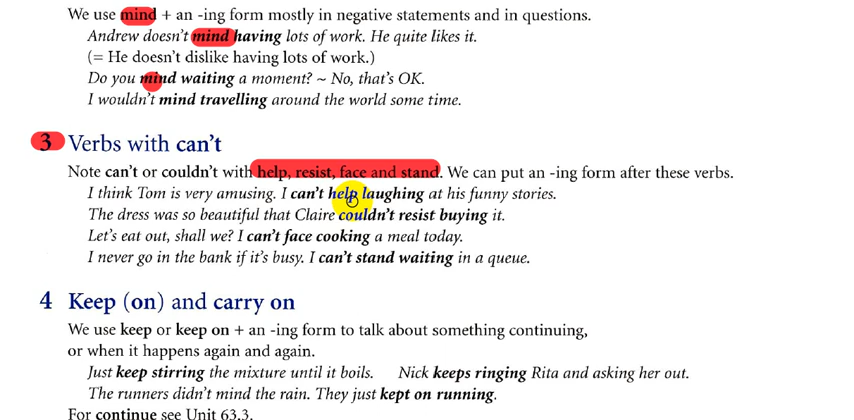 We use mind + an -ing form mostly in negative statements and in questions.
Andrew doesn't mind having lots of work. He quite likes it.
(= He doesn't dislike having lots of work.)
Do you mind waiting a moment? ~ No, that's OK.
I wouldn't mind travelling around the world some time.
3 Verbs with can't
Note can't or couldn't with help, resist, face and stand. We can put an -ing form after these verbs.
I think Tom is very amusing. I can't help laughing at his funny stories.
The dress was so beautiful that Claire couldn't resist buying it.
Let's eat out, shall we? I can't face cooking a meal today.
I never go in the bank if it's busy. I can't stand waiting in a queue.
4 Keep (on) and carry on
We use keep or keep on + an -ing form to talk about something continuing,
or when it happens again and again.
Just keep stirring the mixture until it boils. Nick keeps ringing Rita and asking her out.
The runners didn't mind the rain. They just kept on running.
For continue see Unit 63.3.